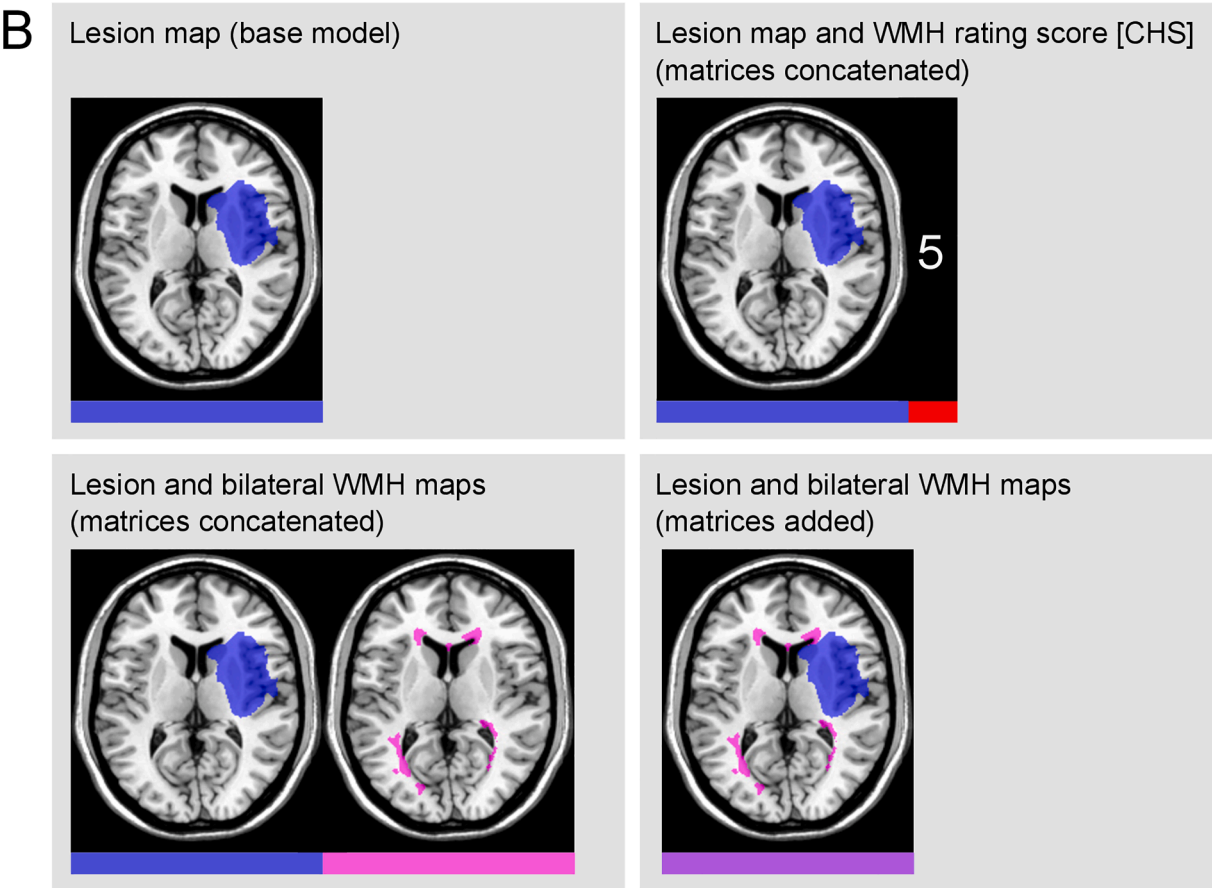 B
Lesion map (base model)
Lesion map and WMH rating score [CHS]
(matrices concatenated)
5
Lesion and bilateral WMH maps
(matrices concatenated)
Lesion and bilateral WMH maps
(matrices added)